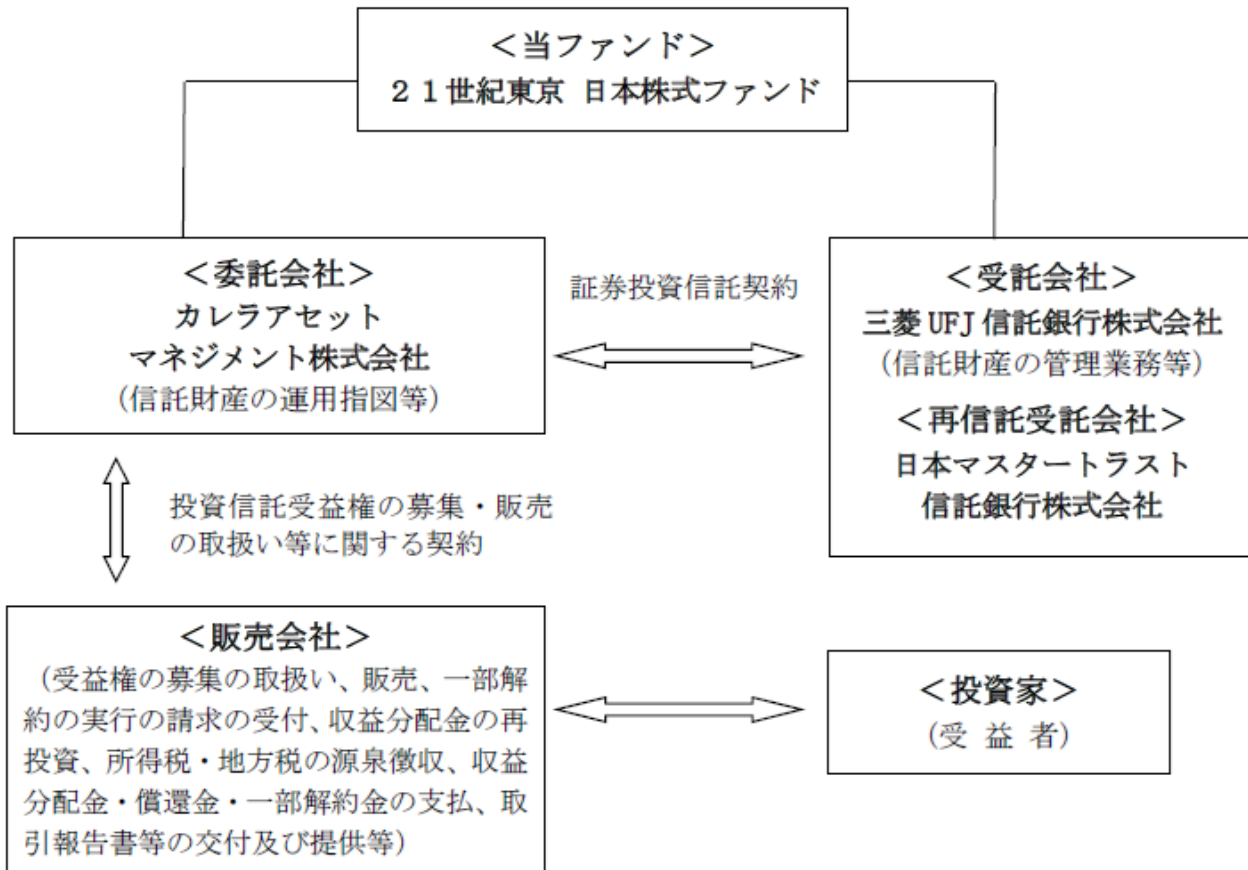 ＜当ファンド＞
２１世紀東京 日本株式ファンド
＜委託会社＞
カレラアセット
マネジメント株式会社
（信託財産の運用指図等）
証券投資信託契約
＜受託会社＞
三菱 UFJ 信託銀行株式会社
（信託財産の管理業務等）
＜再信託受託会社＞
日本マスタートラスト
信託銀行株式会社
投資信託受益権の募集・販売
の取扱い等に関する契約
＜販売会社＞
（受益権の募集の取扱い、販売、一部解
約の実行の請求の受付、収益分配金の再
投資、所得税・地方税の源泉徴収、収益
分配金・償還金・一部解約金の支払、取
引報告書等の交付及び提供等）
＜投資家＞
（受 益 者）